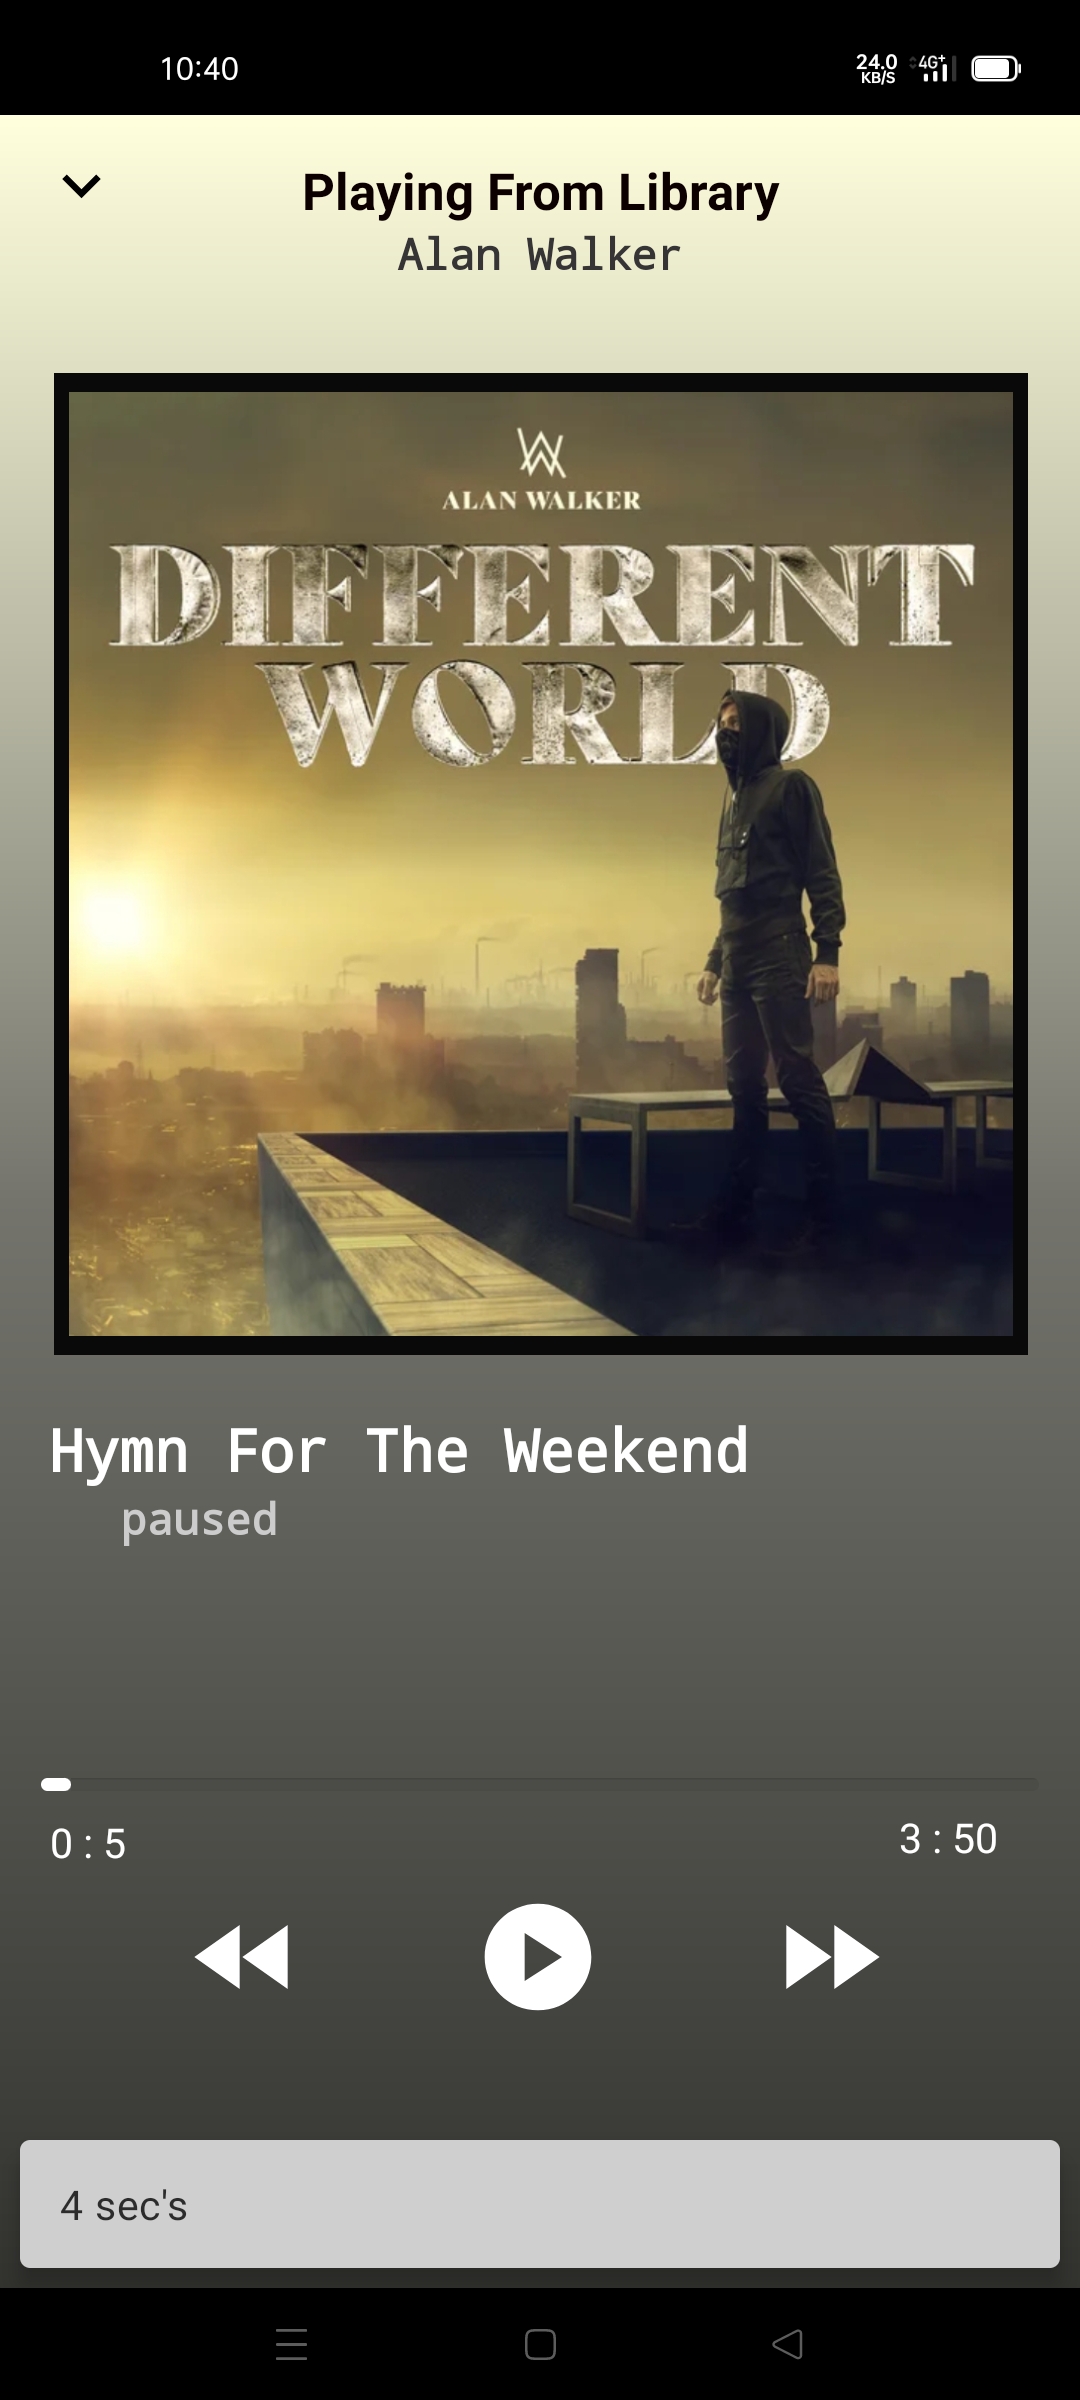 10:40
24.0
KB/S
4G+
Playing From Library
Alan Walker
ALAN WALKER
DIFFERENT
WORLD
Hymn For The Weekend
paused
0 : 5
3 : 50
4 sec's